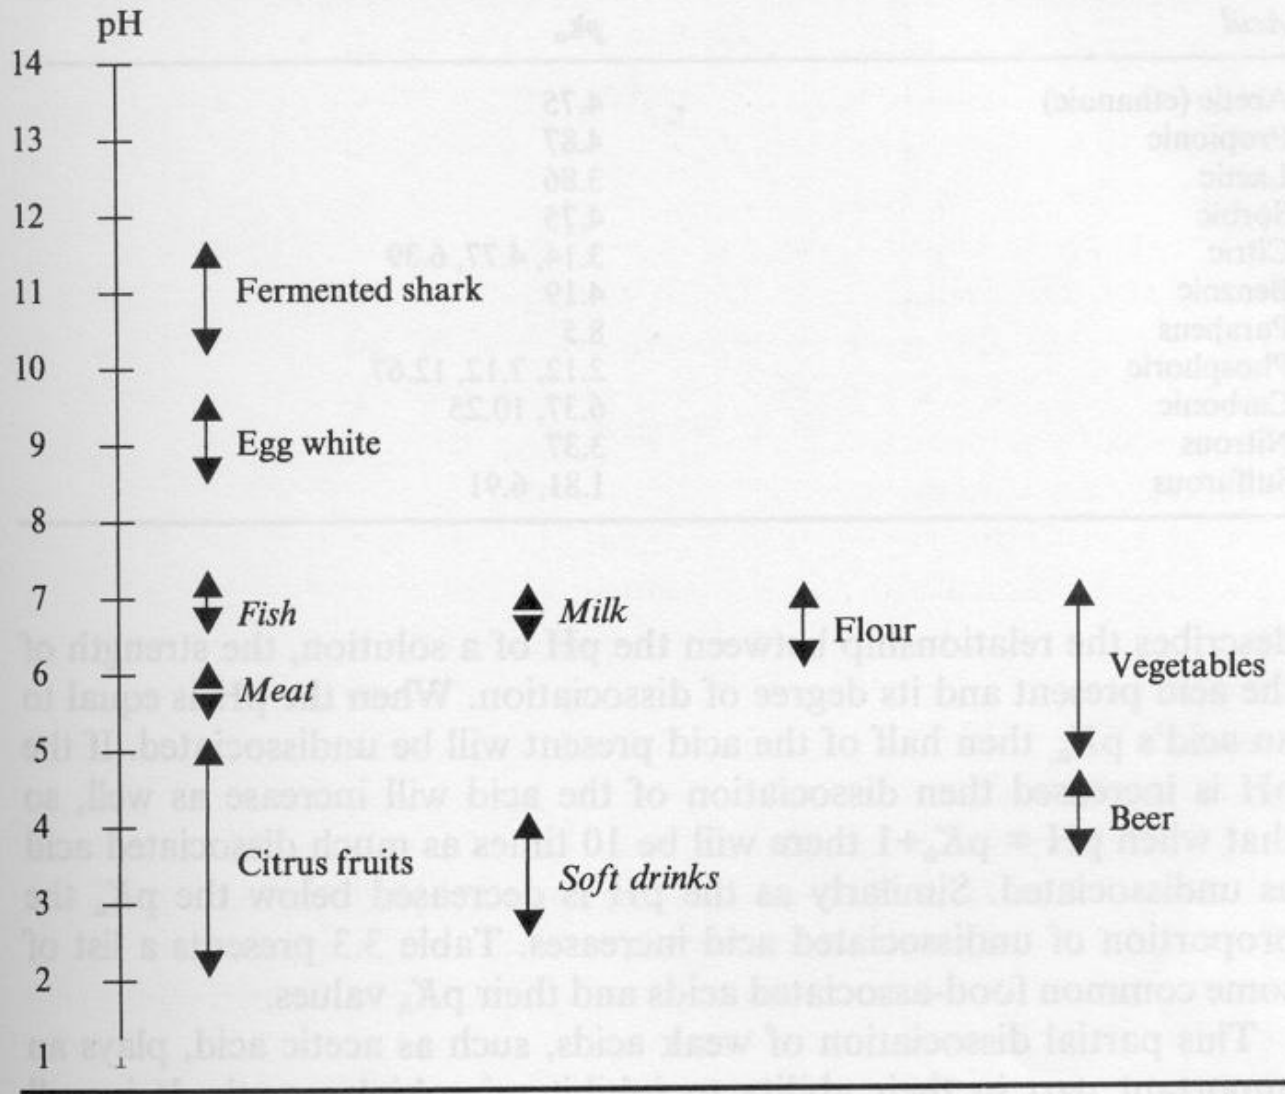 pH
14
13
12
11
10
9
8
7
6
5
4
3
2
1
Fermented shark
Egg white
Fish
Milk
Flour
Vegetables
Meat
Citrus fruits
Soft drinks
Beer